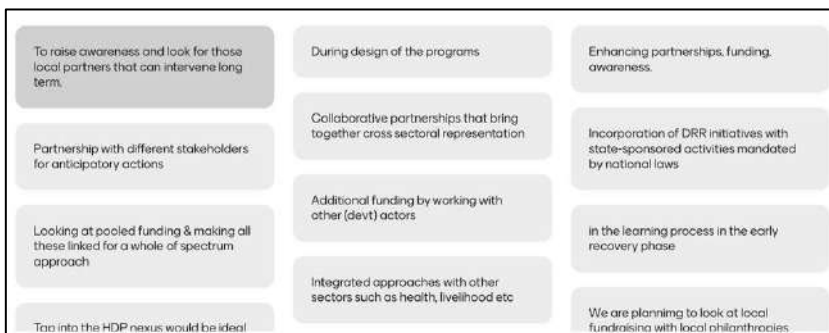 To raise awareness and look for those
local partners that can intervene long
term.
Partnership with different stakeholders
for anticipatory actions
Looking at pooled funding & making all
these linked for a whole of spectrum
approach
Tap into the HDP nexus would be ideal
During design of the programs
Collaborative partnerships that bring
together cross sectoral representation
Additional funding by working with
other (devt) actors
Integrated approaches with other
sectors such as health, livelihood etc
Enhancing partnerships, funding,
awareness.
Incorporation of DRR initiatives with
state-sponsored activities mandated
by national laws
in the learning process in the early
recovery phase
We are plannimg to look at local
fundraising with local philanthropies